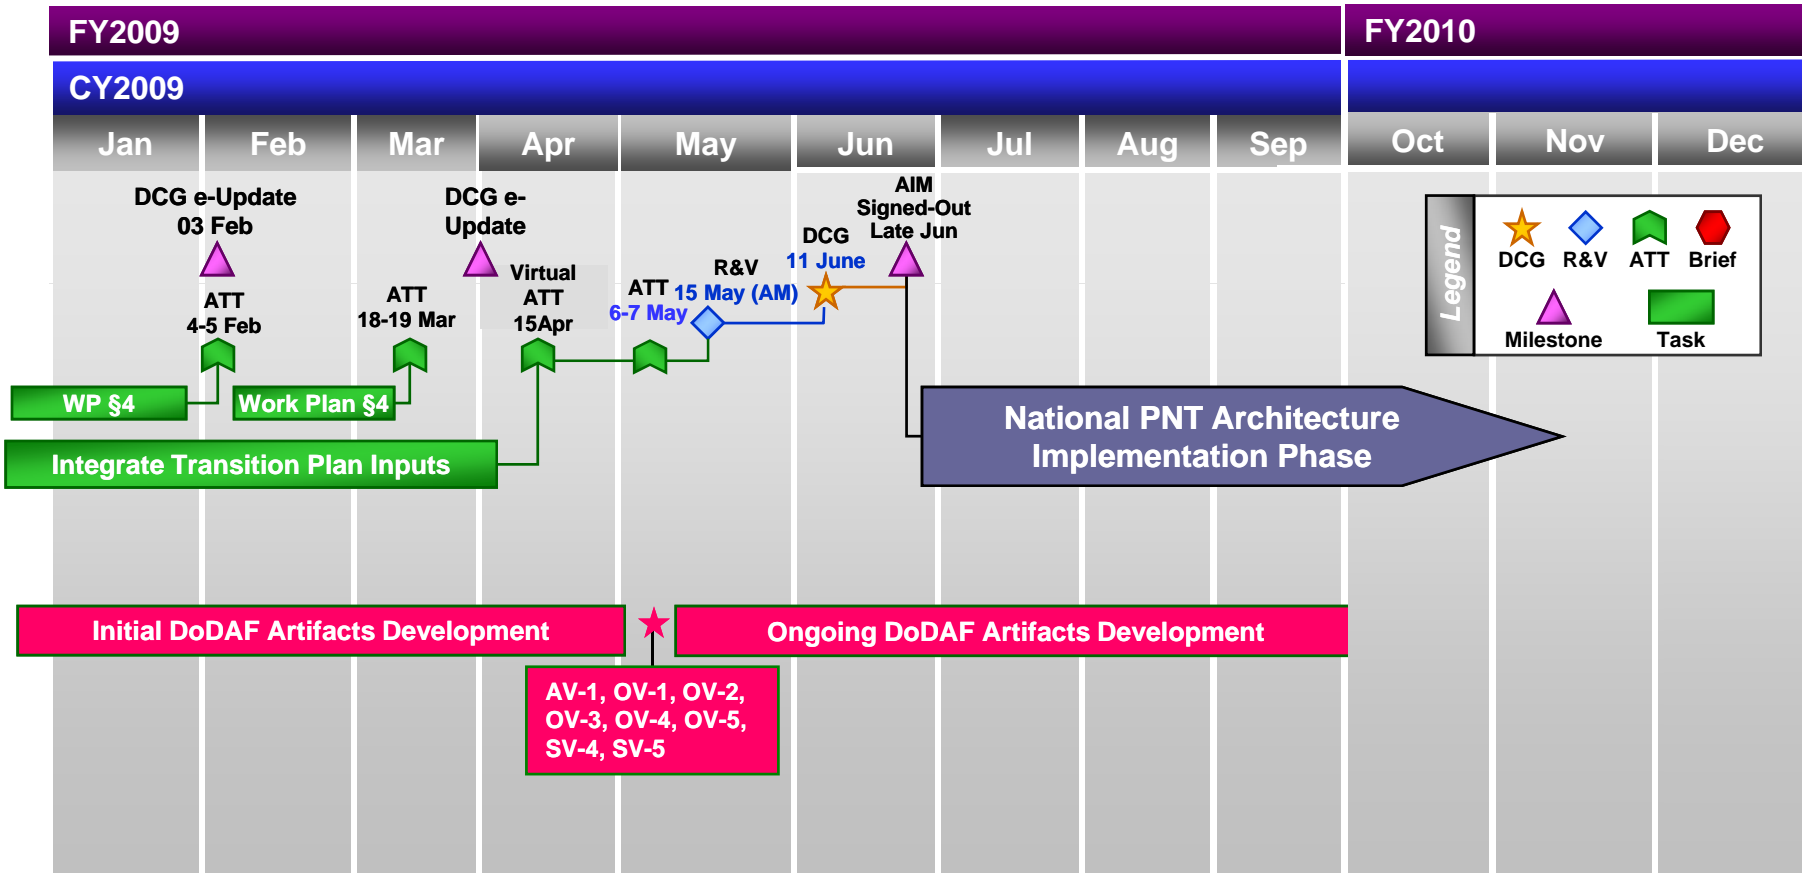 FY2009
FY2010
CY2009
Jan Feb Mar Apr May Jun Jul Aug Sep Oct Nov Dec
DCG e-Update
03 Feb
DCG e-
Update
AIM
Signed-Out
Late Jun
DCG
11 June
R&V
15 May (AM)
ATT
6-7 May
Virtual
ATT
15Apr
ATT
18-19 Mar
ATT
4-5 Feb
Legend
DCG R&V ATT Brief
Milestone Task
WP §4
Work Plan §4
Integrate Transition Plan Inputs
National PNT Architecture
Implementation Phase
Initial DoDAF Artifacts Development
Ongoing DoDAF Artifacts Development
AV-1, OV-1, OV-2,
OV-3, OV-4, OV-5,
SV-4, SV-5